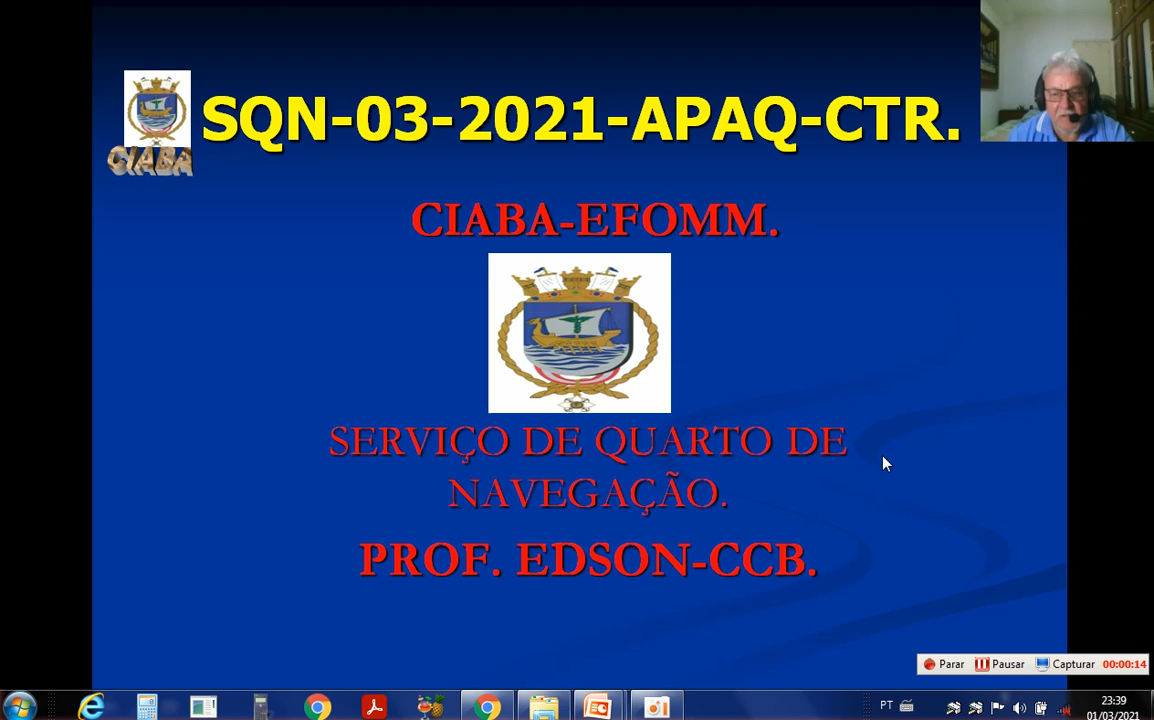 SQN-03-2021-APAQ-CTR.
CIABA
CIABA-EFOMM.
SERVIÇO DE QUARTO DE
NAVEGAÇÃO.
PROF. EDSON-CCB.
Parar Pausar Capturar 00:00:14
PT
23:39
01/03/2021